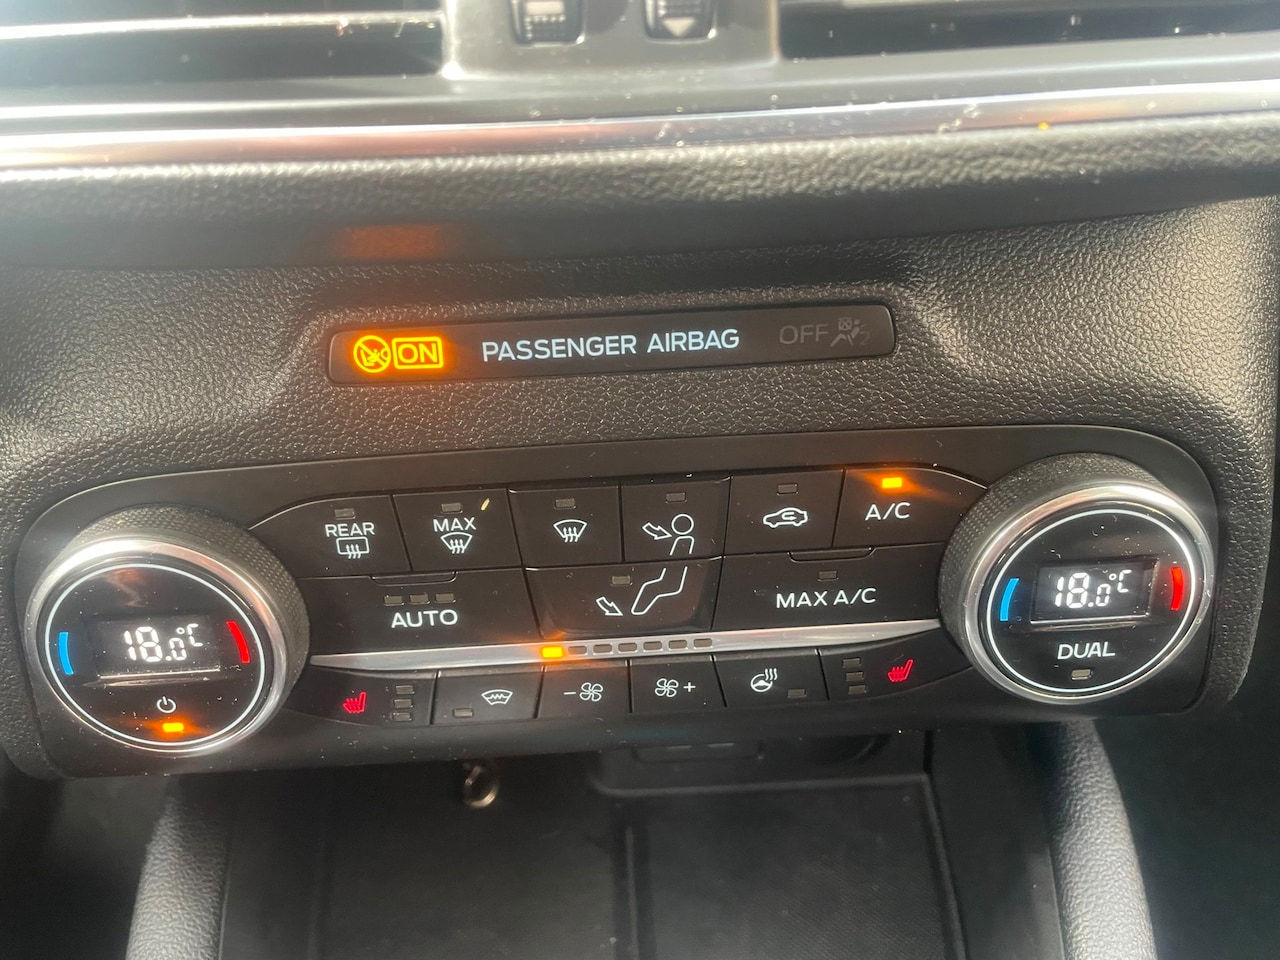 ON PASSENGER AIRBAG OFF
REAR
MAX
A/C
AUTO
MAX A/C
18.0°C
18.0°C
DUAL
- +